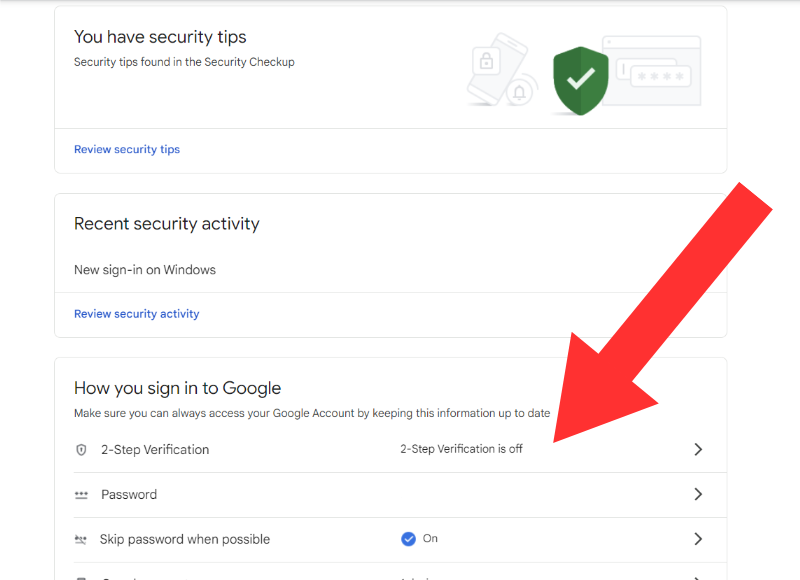 You have security tips
Security tips found in the Security Checkup
Review security tips
Recent security activity
New sign-in on Windows
Review security activity
How you sign in to Google
Make sure you can always access your Google Account by keeping this information up to date
2-Step Verification 2-Step Verification is off
Password
Skip password when possible On